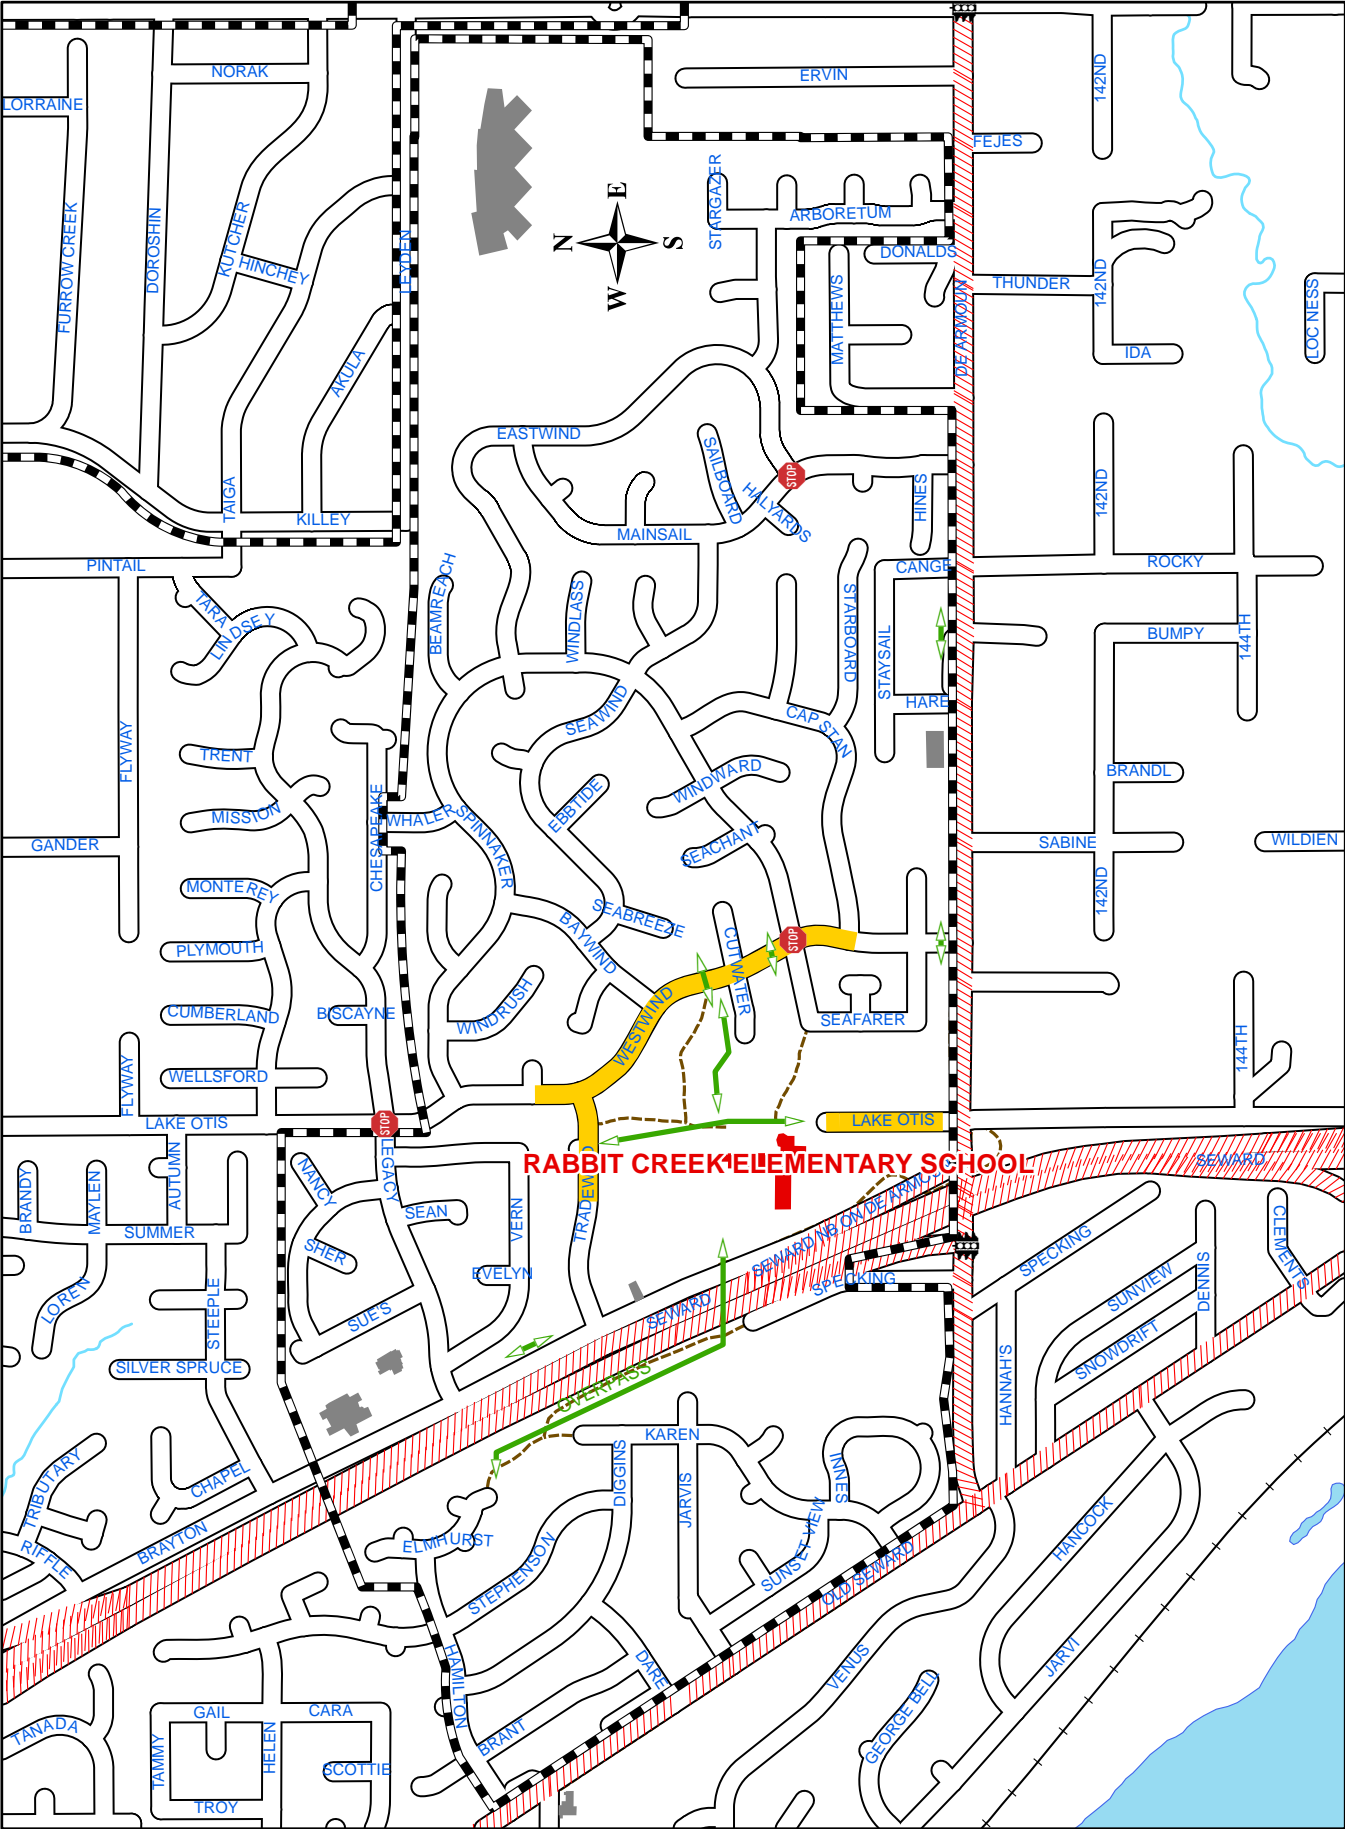 NORAK
ERVIN
142ND
LORRAINE
FEJES
STARGAZER
E
N
S
W
ARBORETUM
DONALDS
FURROW CREEK
DOROSHIN
KUTCHER
HINCHEY
LEYDEN
MATTHEWS
DE ARMOUN
THUNDER
142ND
LOC NESS
IDA
AKULA
EASTWIND
SAILBOARD
STOP
HALYARDS
HINES
142ND
TAIGA
KILLEY
MAINSAIL
PINTAIL
CANGE
ROCKY
TARA
LINDSEY
BEAMREACH
WINDLASS
STARBOARD
STAYSAIL
BUMPY
144TH
HARE
SEAWIND
CAPSTAN
FLYWAY
TRENT
WINDWARD
BRANDL
CHESAPEAKE
MISSION
WHALER
SPINNAKER
EBBTIDE
SEACHANT
GANDER
SABINE
WILDIEN
MONTEREY
142ND
SEABREEZE
BAYWIND
CUTWATER
STOP
PLYMOUTH
CUMBERLAND
BISCAYNE
WINDRUSH
WESTWIND
SEAFARER
144TH
FLYWAY
WELLSFORD
LAKE OTIS
STOP
LAKE OTIS
RABBIT CREEK ELEMENTARY SCHOOL
SEWARD
BRANDY
MAYLEN
AUTUMN
NANCY
LEGACY
SEAN
VERN
SUMMER
SHER
EVELYN
SEWARD NB ON DE ARMOUN
SPECKING
SPECKING
CLEMENTS
DENNIS
SUNVIEW
LOREN
STEEPLE
SUE'S
SEWARD
SNOWDRIFT
HANNAH'S
SILVER SPRUCE
OVERPASS
KAREN
DIGGINS
JARVIS
INNES
TRIBUTARY
CHAPEL
BRAYTON
RIFFLE
ELMHURST
STEPHENSON
SUNSET VIEW
OLD SEWARD
HANCOCK
HAMILTON
DARE
VENUS
JARVI
GEORGE BELL
TANADA
GAIL
CARA
BRANT
TAMMY
HELEN
SCOTTIE
TROY